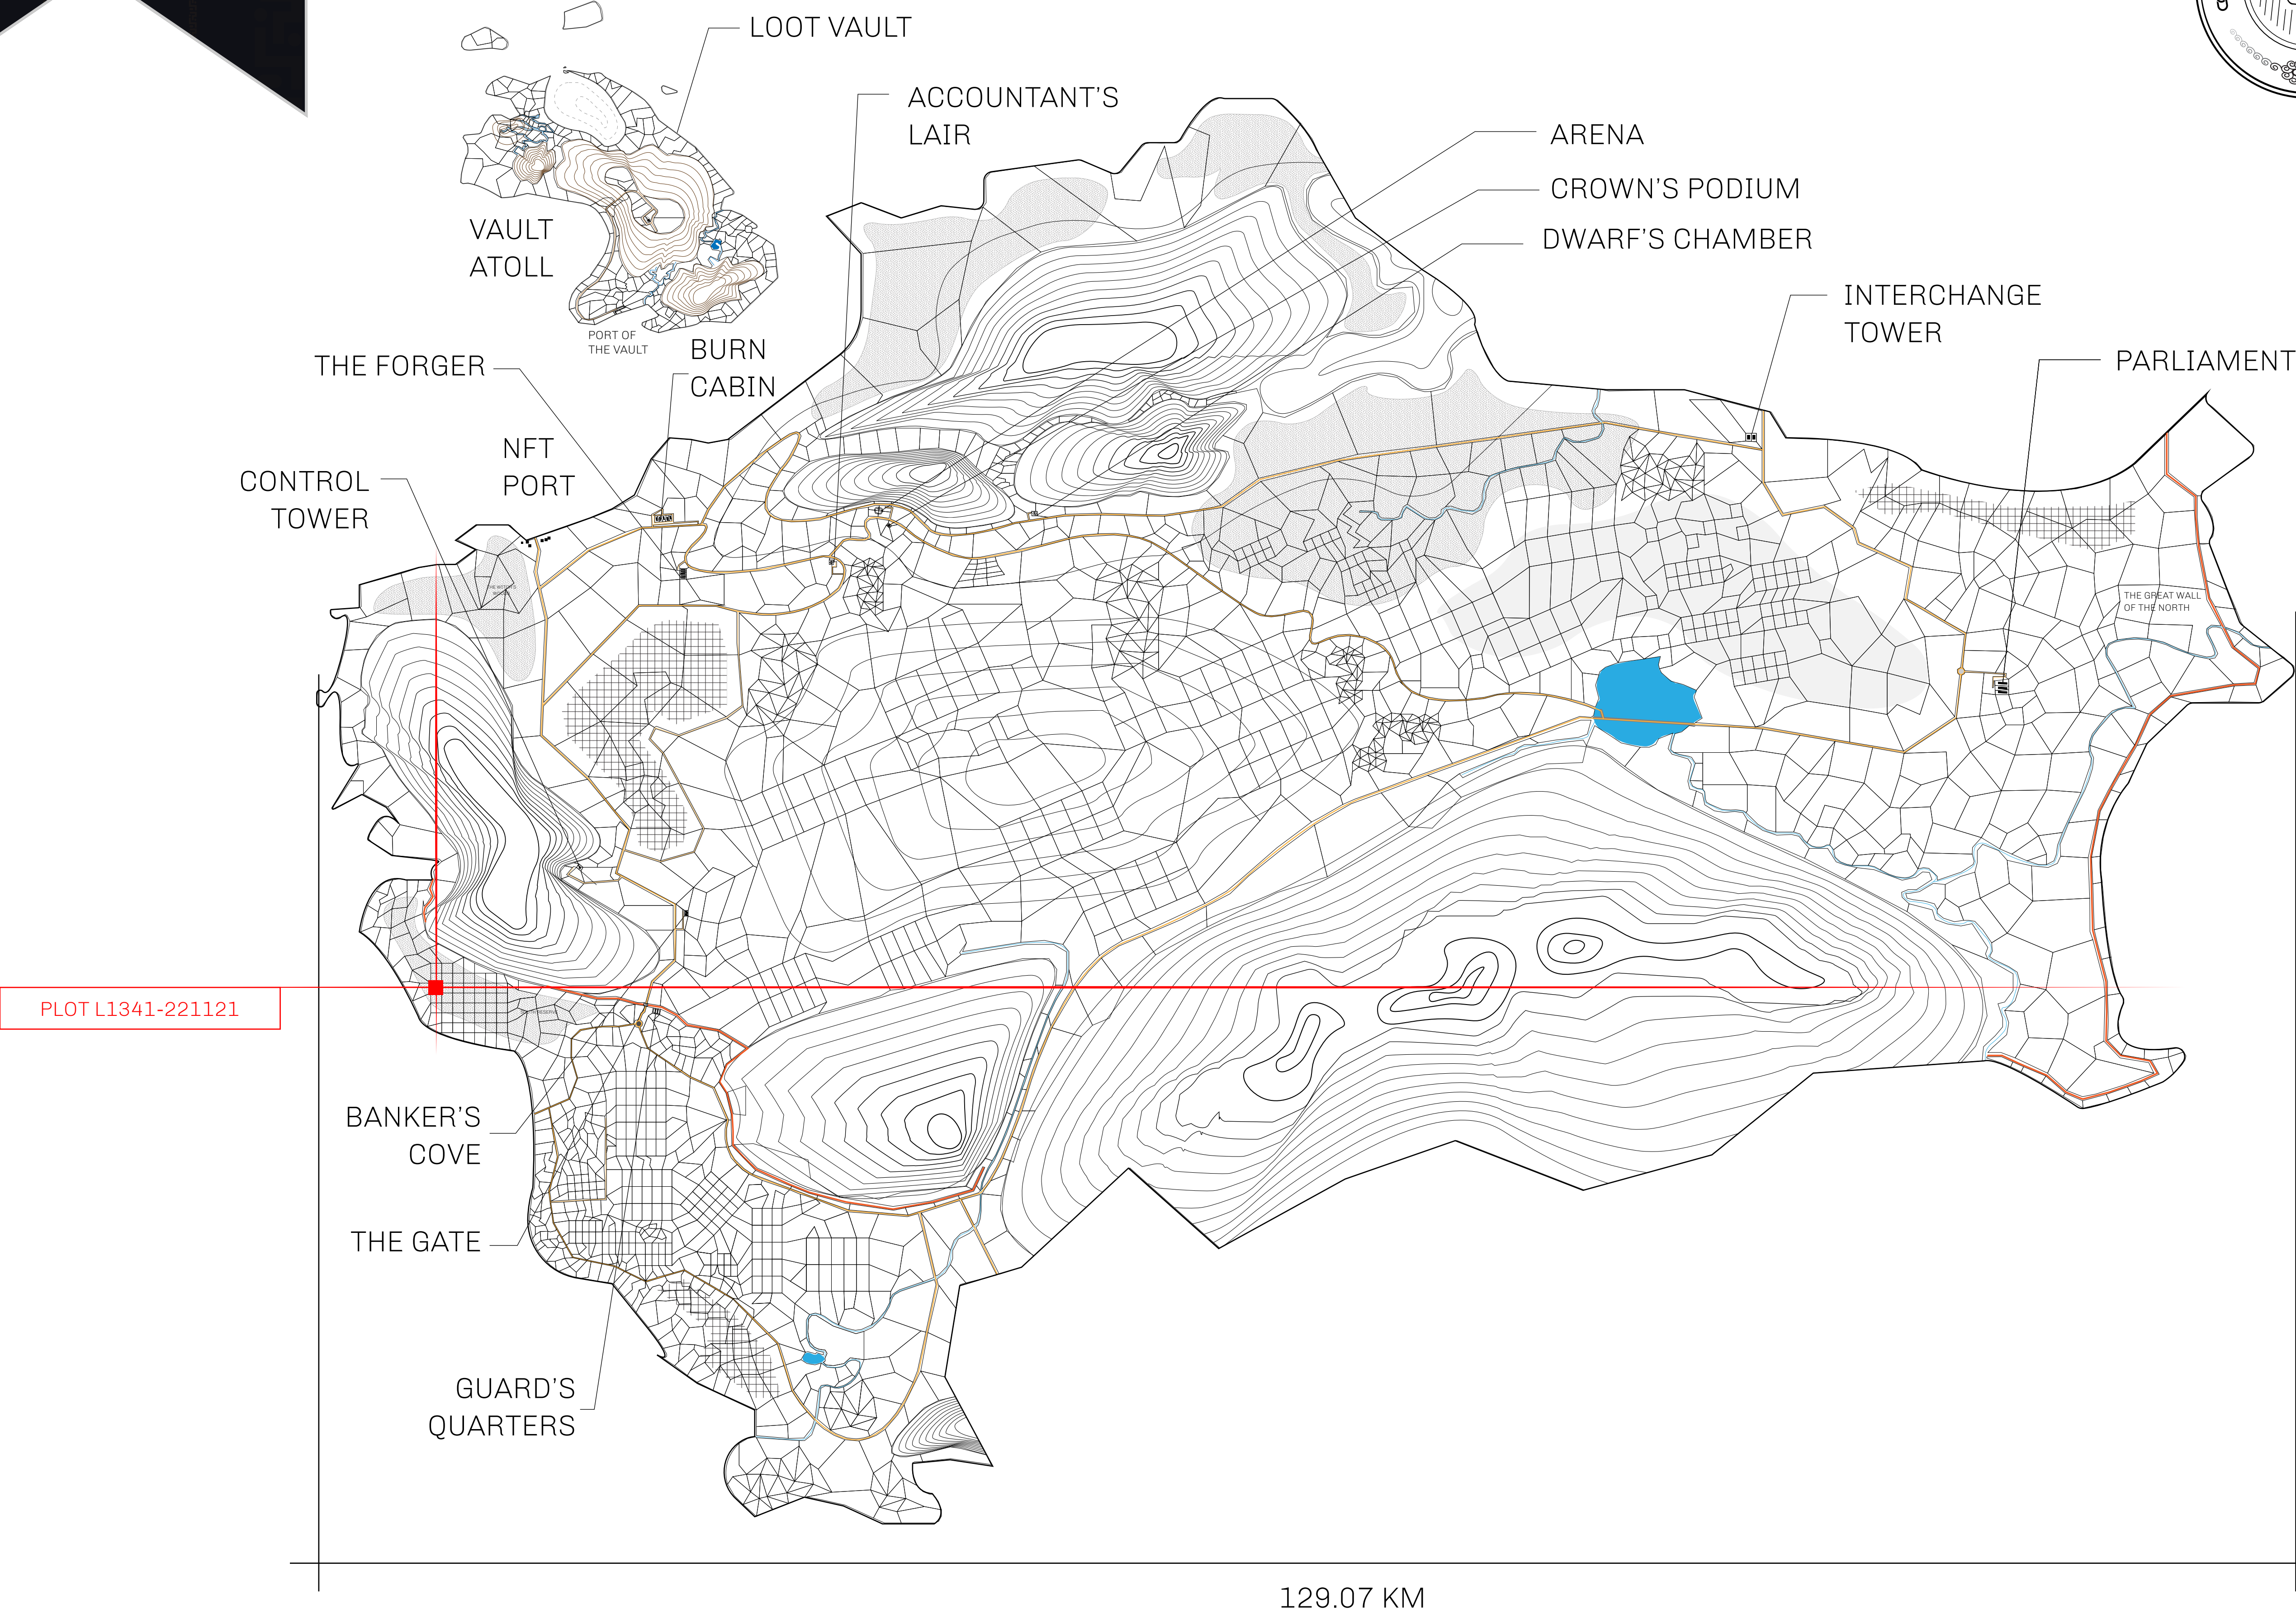 LOOT VAULT
ACCOUNTANT'S
LAIR
ARENA
CROWN'S PODIUM
DWARF'S CHAMBER
VAULT
ATOLL
INTERCHANGE
TOWER
PORT OF
THE VAULT
BURN
CABIN
THE FORGER
PARLIAMENT
NFT
PORT
CONTROL
TOWER
THE GREAT WALL
OF THE NORTH
PLOT L1341-221121
BANKER'S
COVE
THE GATE
GUARD'S
QUARTERS
129.07 KM